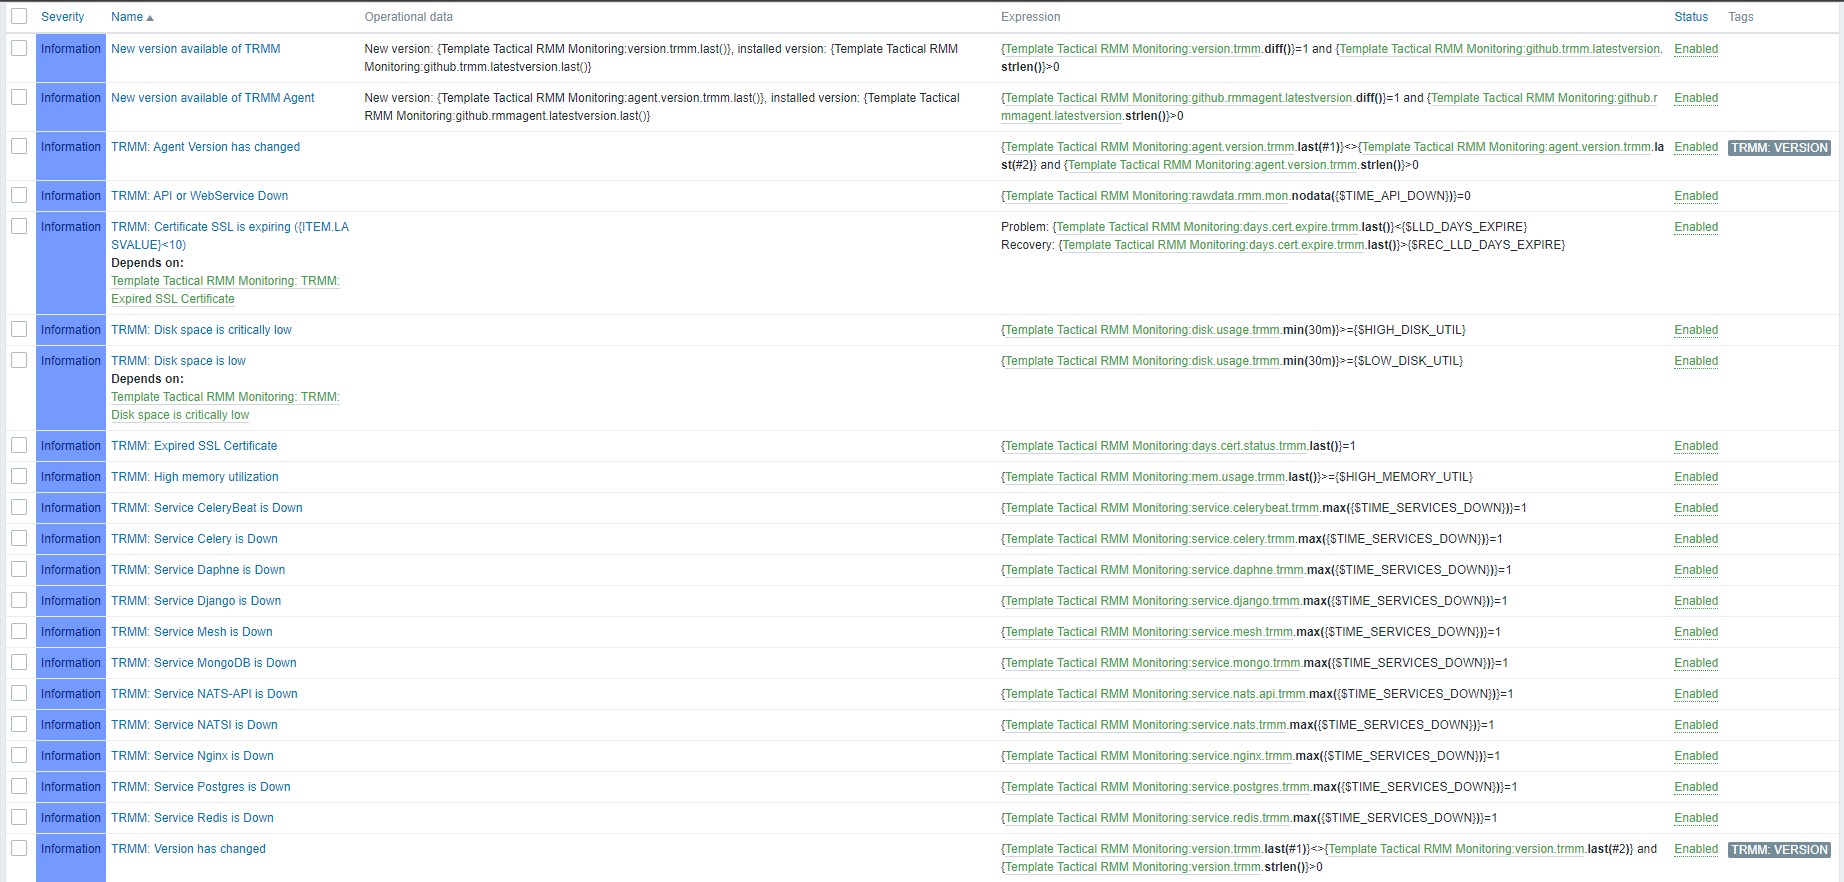 Severity Name Operational data Expression Status Tags
Information New version available of TRMM New version: {Template Tactical RMM Monitoring:version.trmm.last()}, installed version: {Template Tactical RMM {Template Tactical RMM Monitoring:version.trmm.diff()}=1 and {Template Tactical RMM Monitoring:github.trmm.latestversion. Enabled
Monitoring:github.trmm.latestversion.last()} strlen()}>0
Information New version available of TRMM Agent New version: {Template Tactical RMM Monitoring:agent.version.trmm.last()}, installed version: {Template Tactical {Template Tactical RMM Monitoring:github.rmmagent.latestversion.diff()}=1 and {Template Tactical RMM Monitoring:github.r Enabled
RMM Monitoring:github.rmmagent.latestversion.last()} mmagent.latestversion.strlen()}>0
Information TRMM: Agent Version has changed {Template Tactical RMM Monitoring:agent.version.trmm.last(#1)}<>{Template Tactical RMM Monitoring:agent.version.trmm.la Enabled TRMM: VERSION
st(#2)} and {Template Tactical RMM Monitoring:agent.version.trmm.strlen()}>0
Information TRMM: API or WebService Down {Template Tactical RMM Monitoring:rawdata.rmm.mon.nodata({$TIME_API_DOWN})}=0 Enabled
Information TRMM: Certificate SSL is expiring ({ITEM.LA Problem: {Template Tactical RMM Monitoring:days.cert.expire.trmm.last()}<{$LLD_DAYS_EXPIRE} Enabled
SVALUE}<10) Recovery: {Template Tactical RMM Monitoring:days.cert.expire.trmm.last()}>{$REC_LLD_DAYS_EXPIRE}
Depends on:
Template Tactical RMM Monitoring: TRMM:
Expired SSL Certificate
Information TRMM: Disk space is critically low {Template Tactical RMM Monitoring:disk.usage.trmm.min(30m)}>={$HIGH_DISK_UTIL} Enabled
Information TRMM: Disk space is low {Template Tactical RMM Monitoring:disk.usage.trmm.min(30m)}>={$LOW_DISK_UTIL} Enabled
Depends on:
Template Tactical RMM Monitoring: TRMM:
Disk space is critically low
Information TRMM: Expired SSL Certificate {Template Tactical RMM Monitoring:days.cert.status.trmm.last()}=1 Enabled
Information TRMM: High memory utilization {Template Tactical RMM Monitoring:mem.usage.trmm.last()}>={$HIGH_MEMORY_UTIL} Enabled
Information TRMM: Service CeleryBeat is Down {Template Tactical RMM Monitoring:service.celerybeat.trmm.max({$TIME_SERVICES_DOWN})}=1 Enabled
Information TRMM: Service Celery is Down {Template Tactical RMM Monitoring:service.celery.trmm.max({$TIME_SERVICES_DOWN})}=1 Enabled
Information TRMM: Service Daphne is Down {Template Tactical RMM Monitoring:service.daphne.trmm.max({$TIME_SERVICES_DOWN})}=1 Enabled
Information TRMM: Service Django is Down {Template Tactical RMM Monitoring:service.django.trmm.max({$TIME_SERVICES_DOWN})}=1 Enabled
Information TRMM: Service Mesh is Down {Template Tactical RMM Monitoring:service.mesh.trmm.max({$TIME_SERVICES_DOWN})}=1 Enabled
Information TRMM: Service MongoDB is Down {Template Tactical RMM Monitoring:service.mongo.trmm.max({$TIME_SERVICES_DOWN})}=1 Enabled
Information TRMM: Service NATS-API is Down {Template Tactical RMM Monitoring:service.nats.api.trmm.max({$TIME_SERVICES_DOWN})}=1 Enabled
Information TRMM: Service NATSI is Down {Template Tactical RMM Monitoring:service.nats.trmm.max({$TIME_SERVICES_DOWN})}=1 Enabled
Information TRMM: Service Nginx is Down {Template Tactical RMM Monitoring:service.nginx.trmm.max({$TIME_SERVICES_DOWN})}=1 Enabled
Information TRMM: Service Postgres is Down {Template Tactical RMM Monitoring:service.postgres.trmm.max({$TIME_SERVICES_DOWN})}=1 Enabled
Information TRMM: Service Redis is Down {Template Tactical RMM Monitoring:service.redis.trmm.max({$TIME_SERVICES_DOWN})}=1 Enabled
Information TRMM: Version has changed {Template Tactical RMM Monitoring:version.trmm.last(#1)}<>{Template Tactical RMM Monitoring:version.trmm.last(#2)} and Enabled TRMM: VERSION
{Template Tactical RMM Monitoring:version.trmm.strlen()}>0